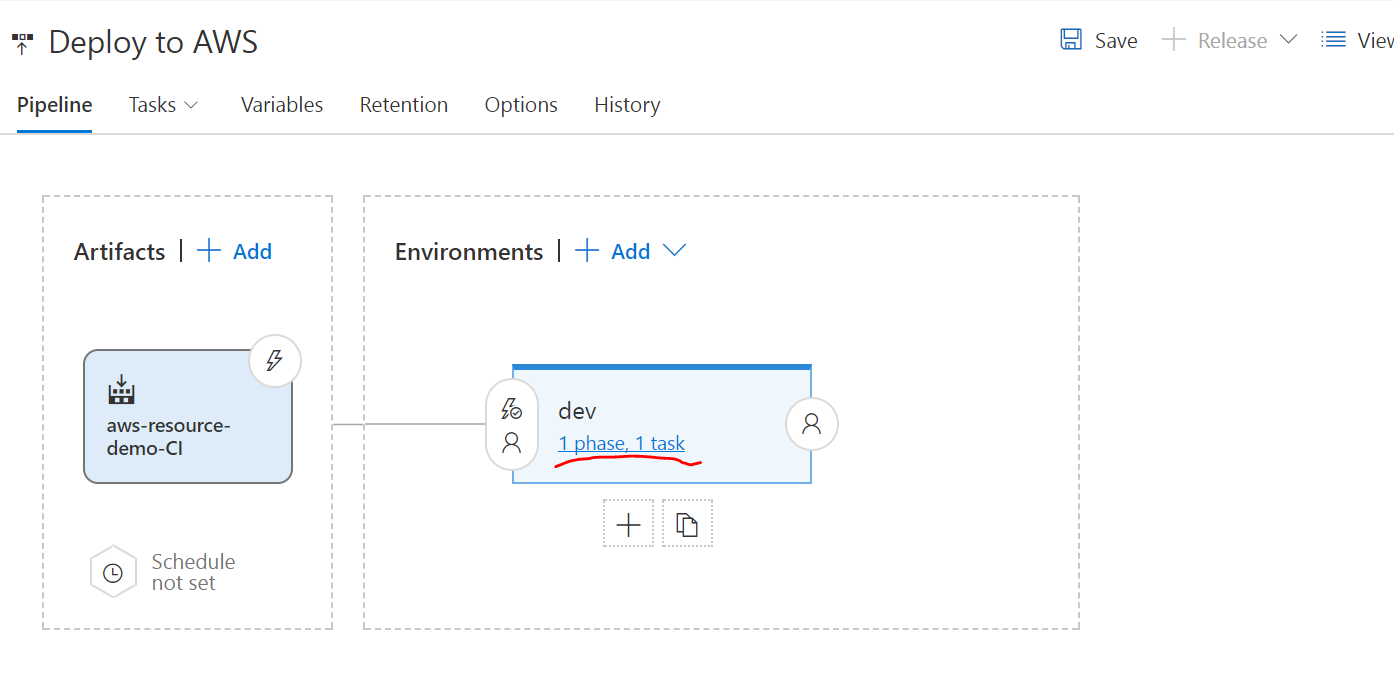 Deploy to AWS
Save
Release
View
Pipeline
Tasks
Variables
Retention
Options
History
Artifacts
Add
Environments
Add
aws-resource-
demo-CI
dev
1 phase, 1 task
Schedule
not set